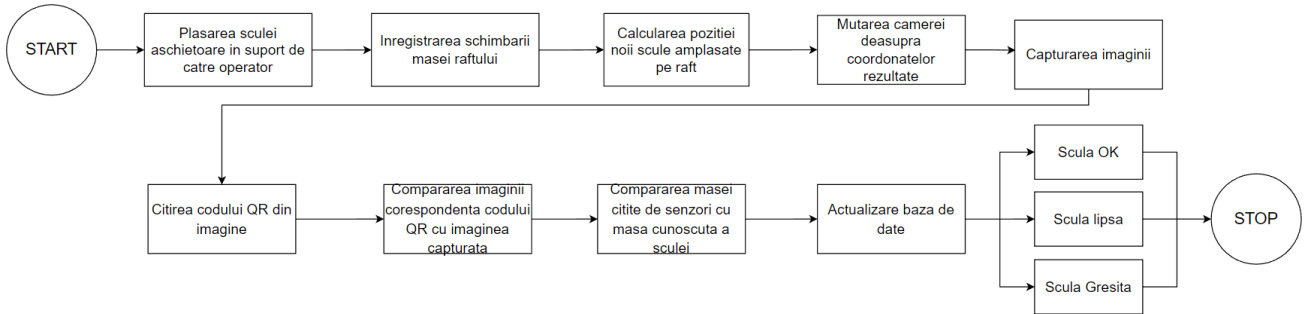 START
Plasarea sculei
aschietoare in suport de
catre operator
Inregistrarea schimbarii
masei raftului
Calcularea pozitiei
noii scule amplasate
pe raft
Mutarea camerei
deasupra
coordonatelor
rezultate
Capturarea imaginii
Citirea codului QR din
imagine
Compararea imaginii
corespondenta codului
QR cu imaginea
capturata
Compararea masei
citite de senzori cu
masa cunoscuta a
sculei
Actualizare baza de
date
Scula OK
Scula lipsa
Scula Gresita
STOP